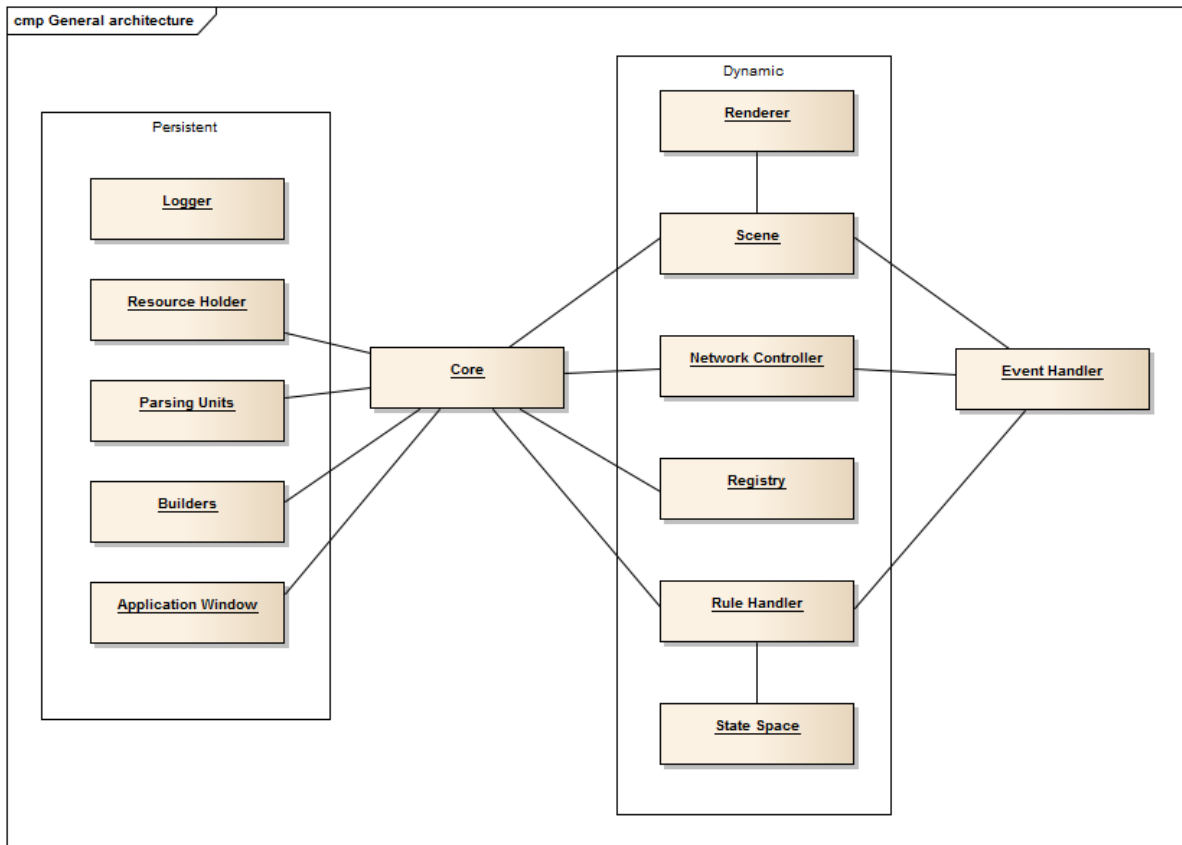 cmp General architecture
Persistent
Logger
Resource Holder
Parsing Units
Builders
Application Window
Core
Dynamic
Renderer
Scene
Network Controller
Registry
Rule Handler
State Space
Event Handler